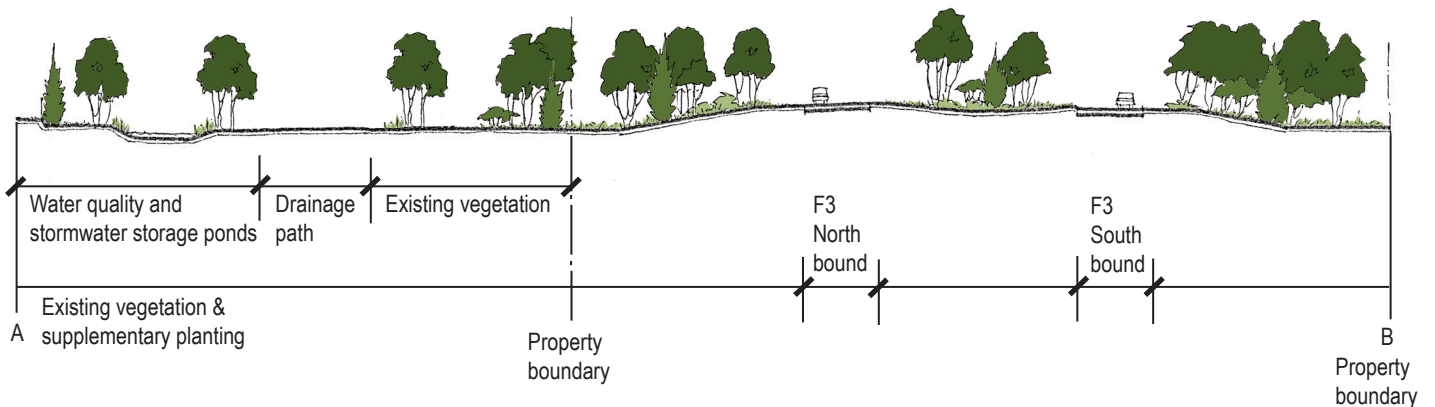 Water quality and
stormwater storage ponds
Drainage
path
Existing vegetation
F3
North
bound
F3
South
bound
A
Existing vegetation &
supplementary planting
Property
boundary
B
Property
boundary